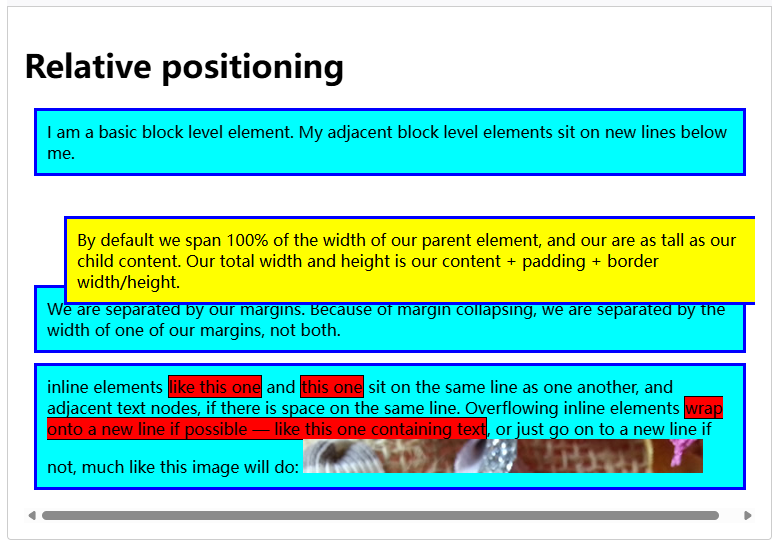 Relative positioning
I am a basic block level element. My adjacent block level elements sit on new lines below
me.
By default we span 100% of the width of our parent element, and our are as tall as our
child content. Our total width and height is our content + padding + border
width/height.
We are separated by our margins. Because of margin collapsing, we are separated by the
width of one of our margins, not both.
inline elements like this one and this one sit on the same line as one another, and
adjacent text nodes, if there is space on the same line. Overflowing inline elements wrap
onto a new line if possible — like this one containing text, or just go on to a new line if
not, much like this image will do: